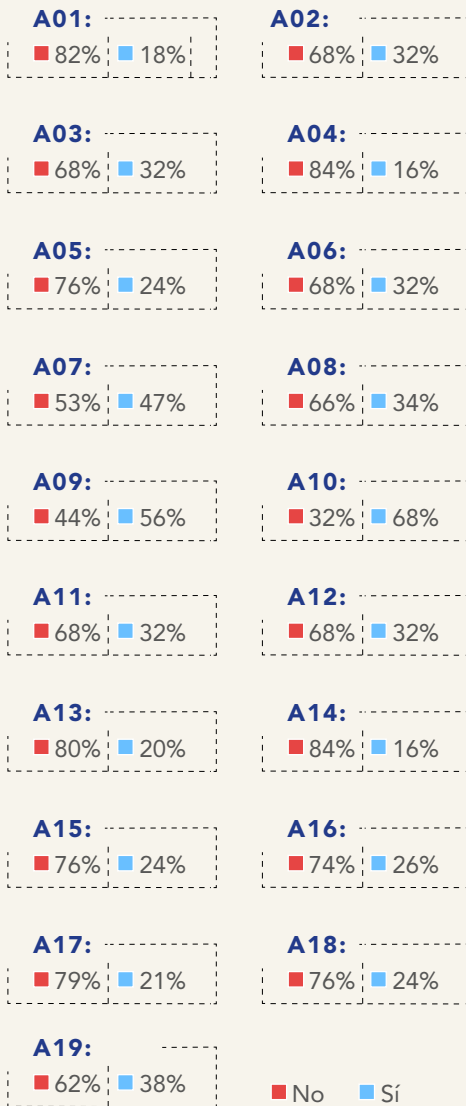 A01: A02:
82% 18% 68% 32%
A03: A04:
68% 32% 84% 16%
A05: A06:
76% 24% 68% 32%
A07: A08:
53% 47% 66% 34%
A09: A10:
44% 56% 32% 68%
A11: A12:
68% 32% 68% 32%
A13: A14:
80% 20% 84% 16%
A15: A16:
76% 24% 74% 26%
A17: A18:
79% 21% 76% 24%
A19:
62% 38% No Sí